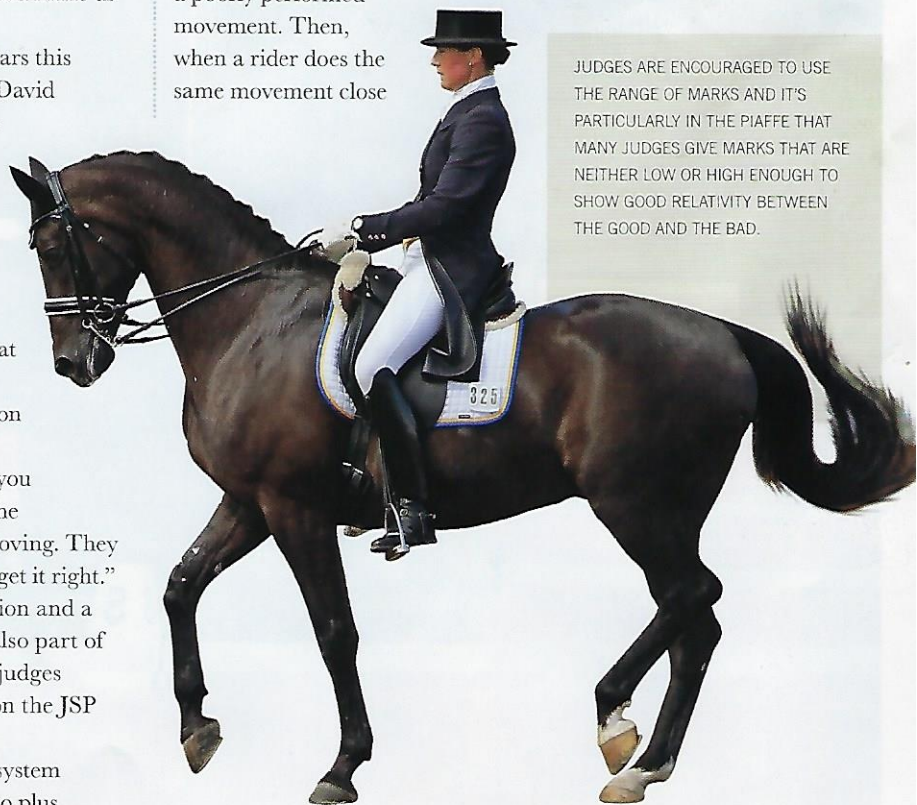 a poorly performed
movement. Then,
when a rider does the
same movement close
ars this
David
at
on
you
ne
oving. They
get it right.”
ion and a
lso part of
judges
n the JSP
system
o plus
JUDGES ARE ENCOURAGED TO USE
THE RANGE OF MARKS AND IT'S
PARTICULARLY IN THE PIAFFE THAT
MANY JUDGES GIVE MARKS THAT ARE
NEITHER LOW OR HIGH ENOUGH TO
SHOW GOOD RELATIVITY BETWEEN
THE GOOD AND THE BAD.
325